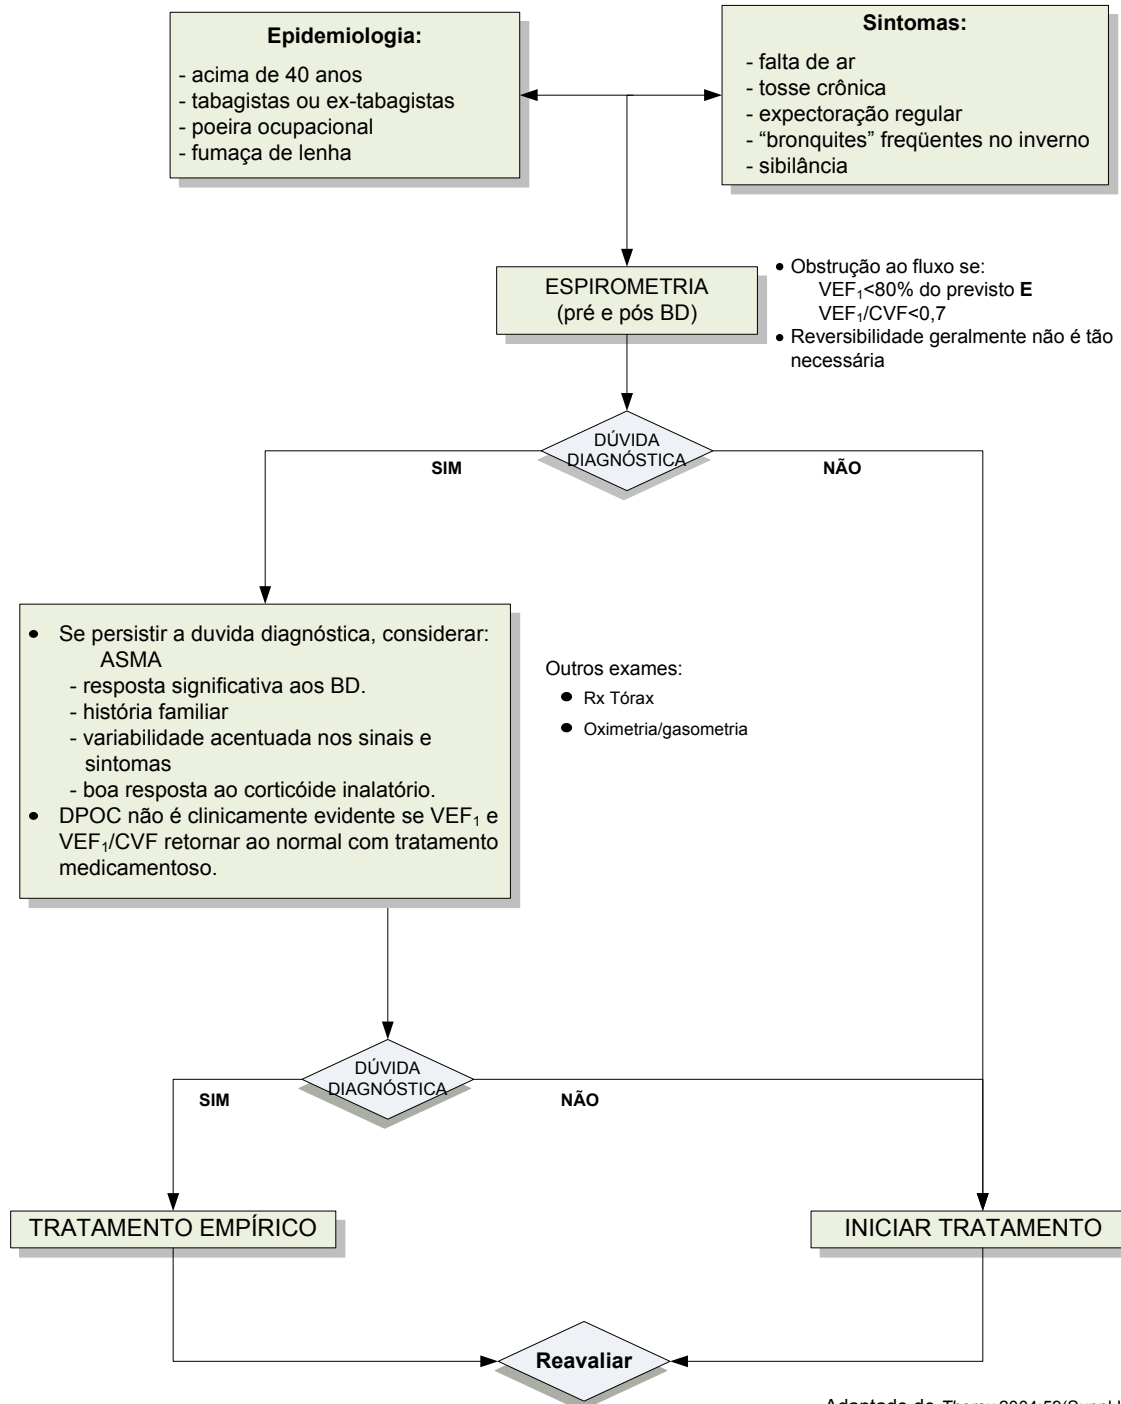 Epidemiologia:
- acima de 40 anos
- tabagistas ou ex-tabagistas
- poeira ocupacional
- fumaça de lenha
Sintomas:
- falta de ar
- tosse crônica
- expectoração regular
- “bronquites” freqüentes no inverno
- sibilância
ESPIROMETRIA
(pré e pós BD)
• Obstrução ao fluxo se:
VEF₁<80% do previsto E
VEF₁/CVF<0,7
• Reversibilidade geralmente não é tão
necessária
DÚVIDA
DIAGNÓSTICA
SIM
NÃO
• Se persistir a duvida diagnóstica, considerar:
ASMA
- resposta significativa aos BD.
- história familiar
- variabilidade acentuada nos sinais e
sintomas
- boa resposta ao corticóide inalatório.
• DPOC não é clinicamente evidente se VEF₁ e
VEF₁/CVF retornar ao normal com tratamento
medicamentoso.
Outros exames:
• Rx Tórax
• Oximetria/gasometria
DÚVIDA
DIAGNÓSTICA
SIM
NÃO
TRATAMENTO EMPÍRICO
INICIAR TRATAMENTO
Reavaliar